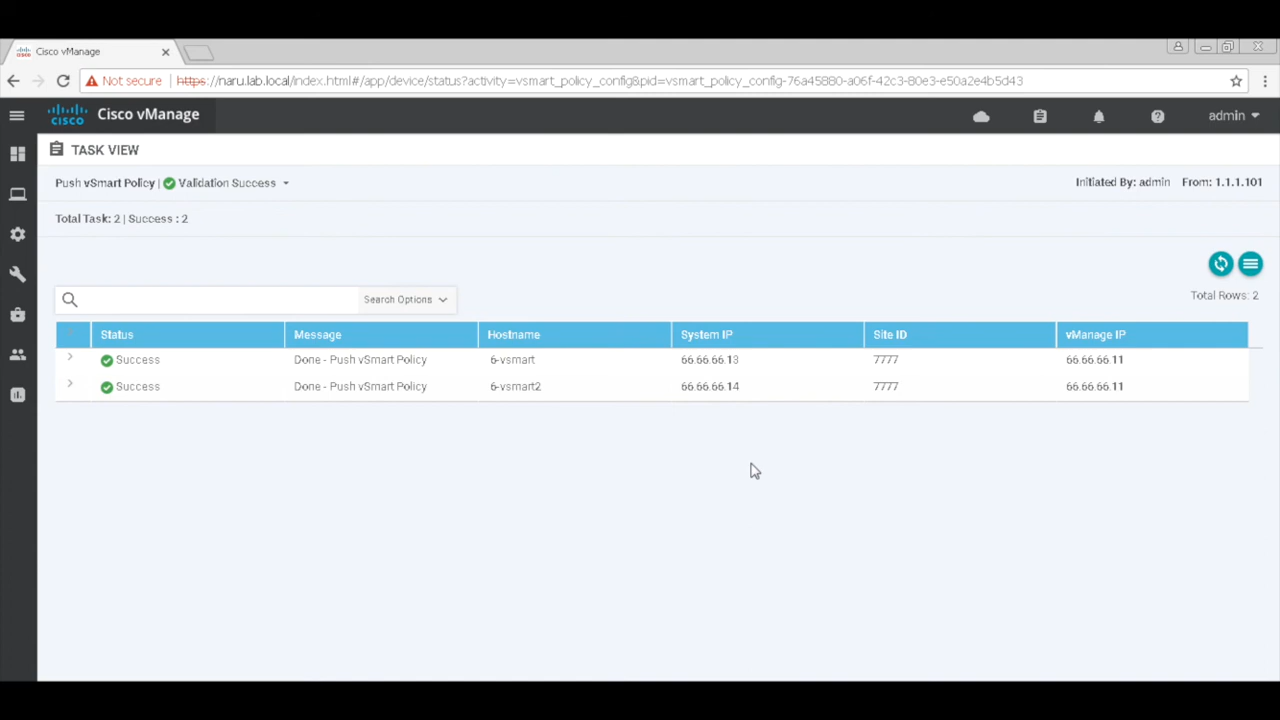 Cisco vManage
Not secure https://naru.lab.local/index.html#/app/device/status?activity=vsmart_policy_config&pid=vsmart_policy_config-76a45880-a06f-42c3-80e3-e50a2e4b5d43
CISCO Cisco vManage admin
TASK VIEW
Push vSmart Policy | Validation Success Initiated By: admin From: 1.1.1.101
Total Task: 2 | Success : 2
Search Options
Total Rows: 2
Status Message Hostname System IP Site ID vManage IP
Success Done - Push vSmart Policy 6-vsmart 66.66.66.13 7777 66.66.66.11
Success Done - Push vSmart Policy 6-vsmart2 66.66.66.14 7777 66.66.66.11